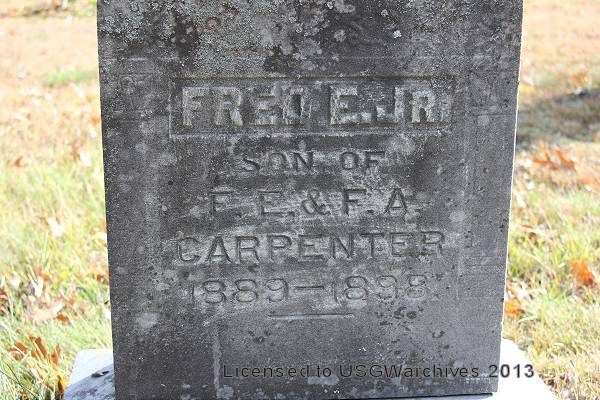 FRED E. JR.
SON OF
F. E. & F. A.
CARPENTER
1889–1898
Licensed to USGWarchives 2013